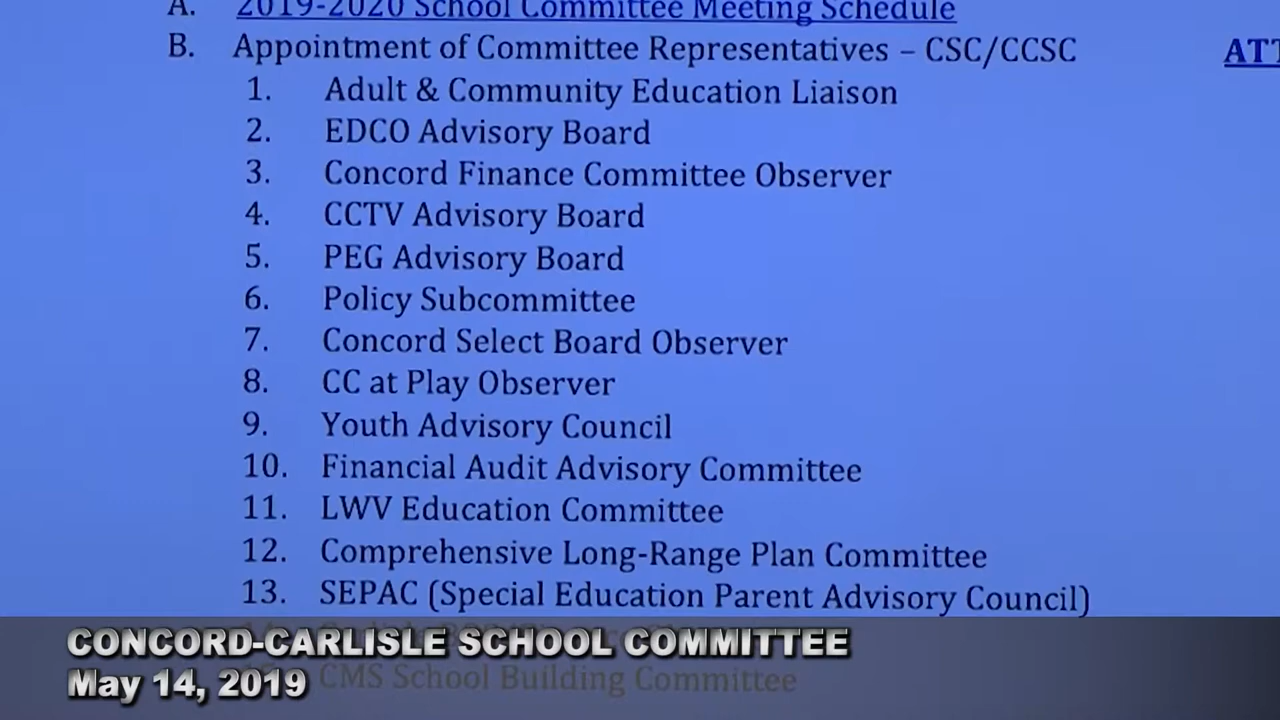 A. 2019-2020 School Committee Meeting Schedule
B. Appointment of Committee Representatives – CSC/CCSC ATT
1. Adult & Community Education Liaison
2. EDCO Advisory Board
3. Concord Finance Committee Observer
4. CCTV Advisory Board
5. PEG Advisory Board
6. Policy Subcommittee
7. Concord Select Board Observer
8. CC at Play Observer
9. Youth Advisory Council
10. Financial Audit Advisory Committee
11. LWV Education Committee
12. Comprehensive Long-Range Plan Committee
13. SEPAC (Special Education Parent Advisory Council)
CONCORD-CARLISLE SCHOOL COMMITTEE
May 14, 2019
CMS School Building Committee